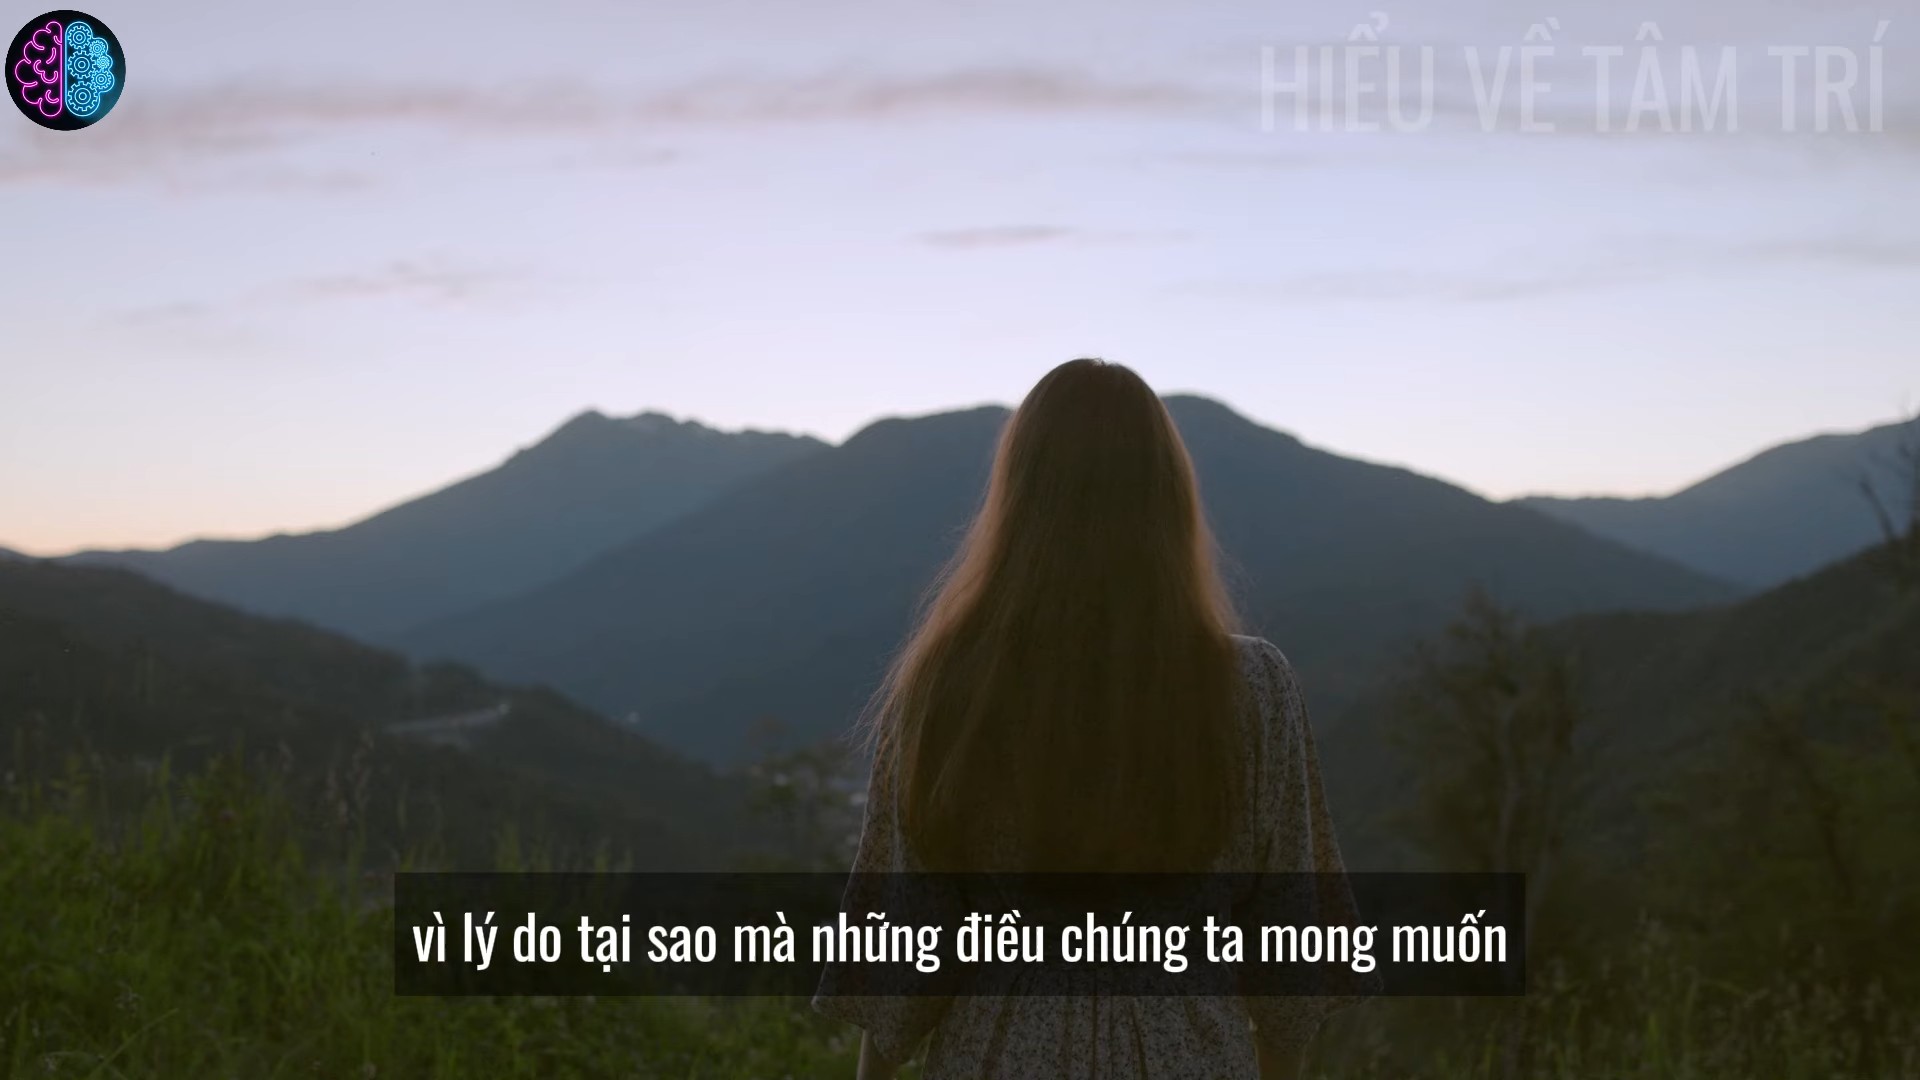 HIỂU VỀ TÂM TRÍ
vì lý do tại sao mà những điều chúng ta mong muốn